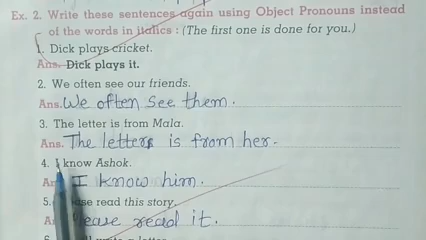 Ex. 2. Write these sentences again using Object Pronouns instead
of the words in italics : (The first one is done for you.)
1. Dick plays cricket.
Ans. Dick plays it.
2. We often see our friends.
Ans. We often see them.
3. The letter is from Mala.
Ans. The letter is from her.
4. I know Ashok.
I know him.
5. read this story.
read it.